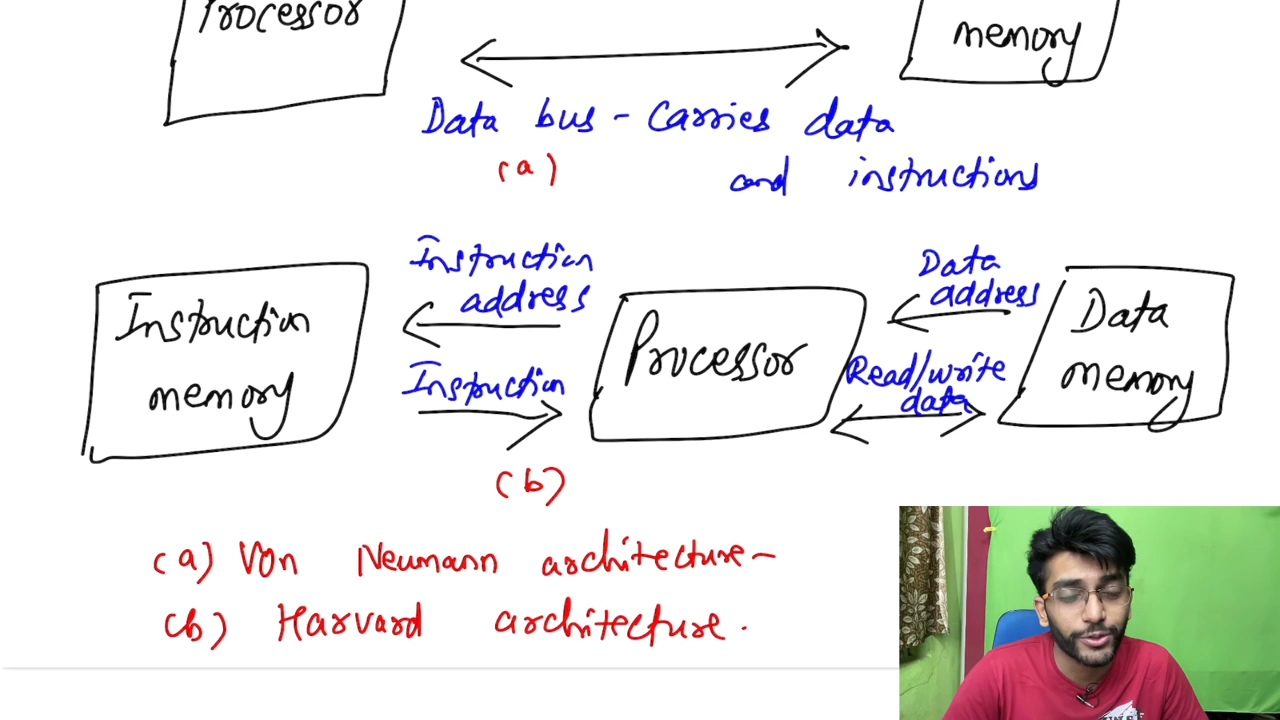 Processor
memory
Data bus - Carries data
and instructions
(a)
Instruction
address
Data
address
Instruction
memory
Processor
Data
memory
Instruction
Read/write
data
(b)
(a) Von Neumann architecture -
(b) Harvard architecture.